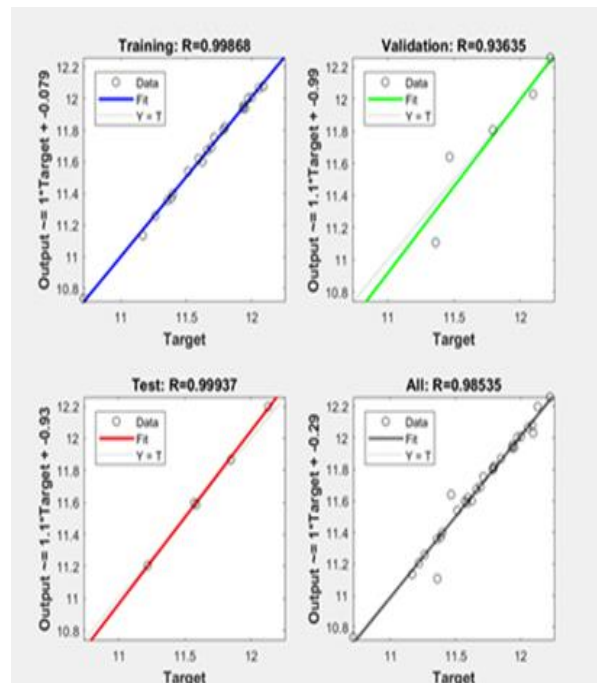 Training: R=0.99868
Output ~= 1*Target + -0.079
12.2
12
11.8
11.6
11.4
11.2
11
10.8
Data
Fit
Y = T
11
11.5
12
Target
Validation: R=0.93635
Output ~= 1.1*Target + -0.99
12.2
12
11.8
11.6
11.4
11.2
11
10.8
Data
Fit
Y = T
11
11.5
12
Target
Test: R=0.99937
Output ~= 1.1*Target + -0.93
12.2
12
11.8
11.6
11.4
11.2
11
10.8
Data
Fit
Y = T
11
11.5
12
Target
All: R=0.98535
Output ~= 1*Target + -0.29
12.2
12
11.8
11.6
11.4
11.2
11
10.8
Data
Fit
Y = T
11
11.5
12
Target